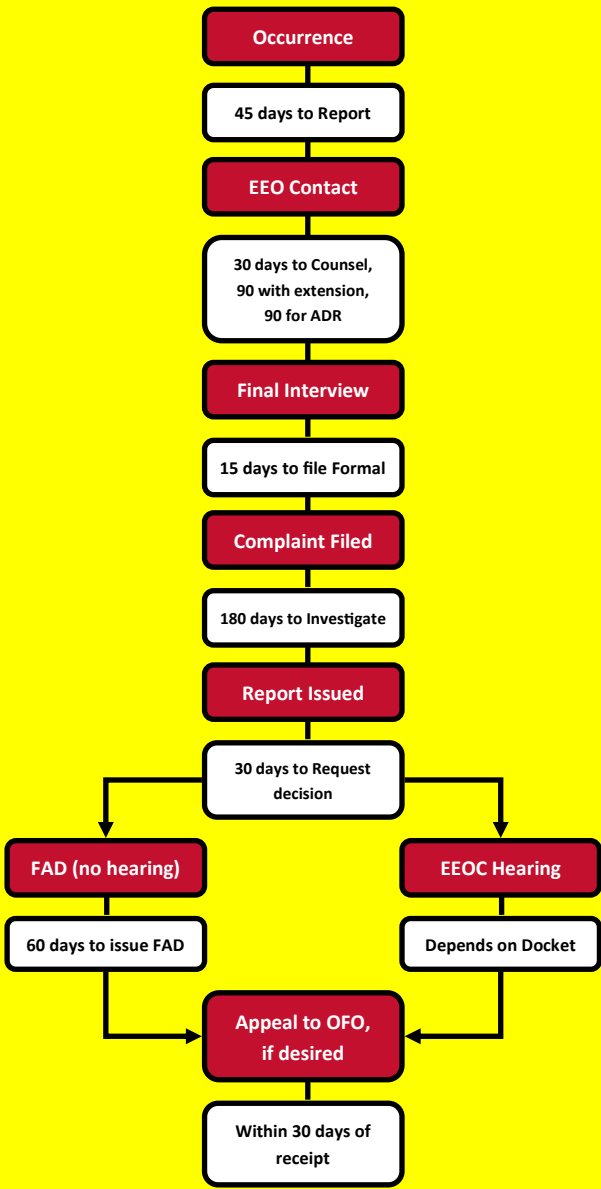 Occurrence
45 days to Report
EEO Contact
30 days to Counsel,
90 with extension,
90 for ADR
Final Interview
15 days to file Formal
Complaint Filed
180 days to Investigate
Report Issued
30 days to Request
decision
FAD (no hearing)
EEOC Hearing
60 days to issue FAD
Depends on Docket
Appeal to OFO,
if desired
Within 30 days of
receipt